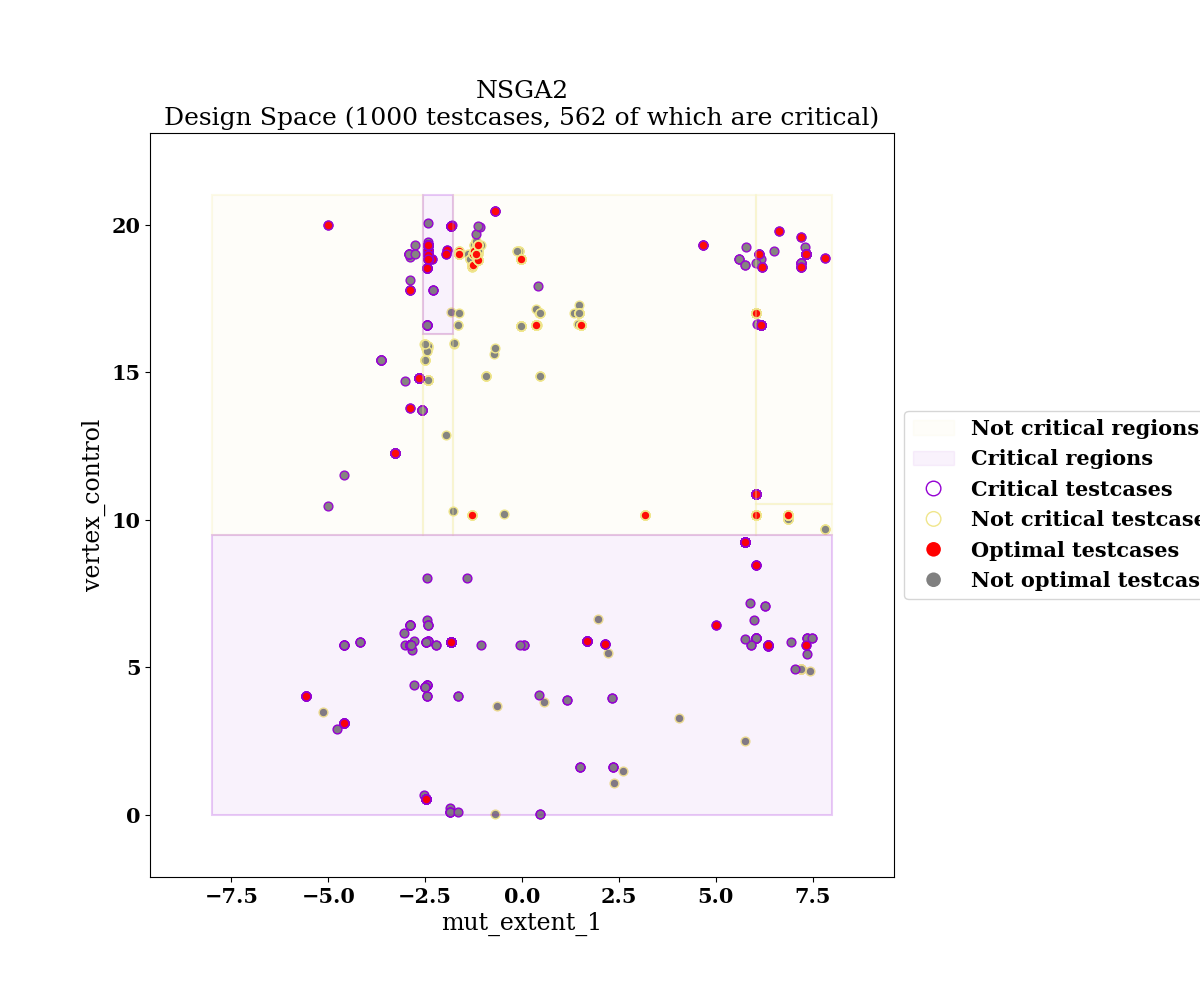 NSGA2
Design Space (1000 testcases, 562 of which are critical)
vertex_control
20
15
10
5
0
−7.5 −5.0 −2.5 0.0 2.5 5.0 7.5
mut_extent_1
Not critical regions
Critical regions
Critical testcases
Not critical testcase
Optimal testcases
Not optimal testcas